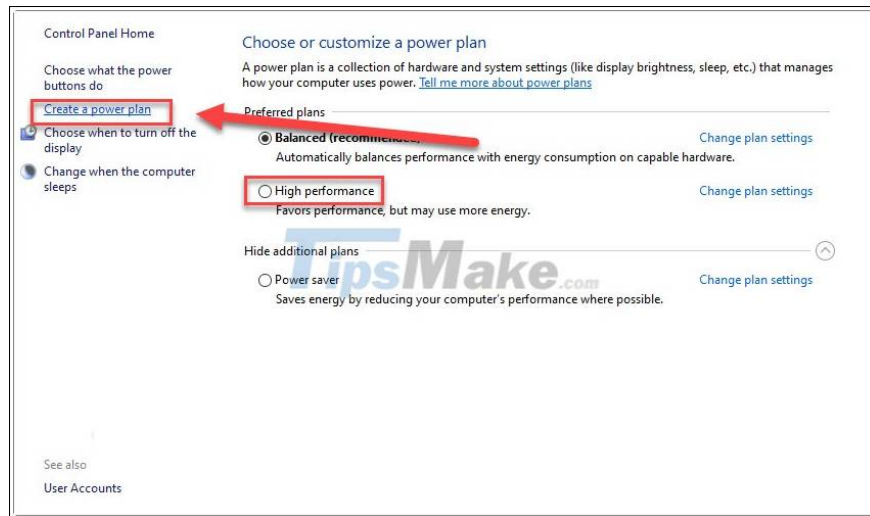 Control Panel Home
Choose what the power
buttons do
Create a power plan
Choose when to turn off the
display
Change when the computer
sleeps
See also
User Accounts
Choose or customize a power plan
A power plan is a collection of hardware and system settings (like display brightness, sleep, etc.) that manages
how your computer uses power. Tell me more about power plans
Preferred plans
Balanced (recommended)
Change plan settings
Automatically balances performance with energy consumption on capable hardware.
High performance
Change plan settings
Favors performance, but may use more energy.
Hide additional plans
TipsMake.com
Power saver
Change plan settings
Saves energy by reducing your computer's performance where possible.